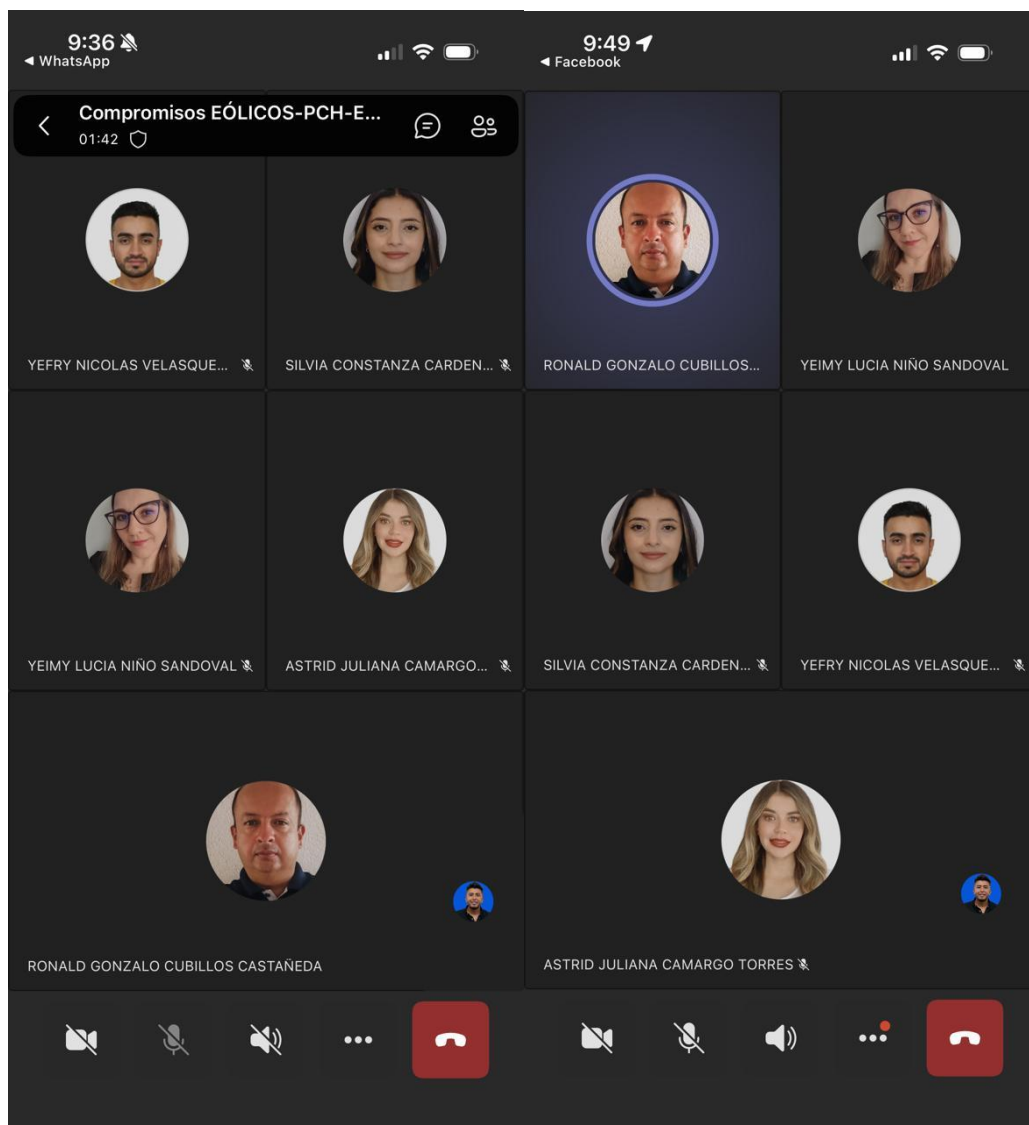 9:36
◀ WhatsApp
Compromisos EÓLICOS-PCH-E...
01:42
YEFRY NICOLAS VELASQUE...
SILVIA CONSTANZA CARDEN...
YEIMY LUCIA NIÑO SANDOVAL
ASTRID JULIANA CAMARGO...
RONALD GONZALO CUBILLOS CASTAÑEDA
9:49
◀ Facebook
RONALD GONZALO CUBILLOS...
YEIMY LUCIA NIÑO SANDOVAL
SILVIA CONSTANZA CARDEN...
YEFRY NICOLAS VELASQUE...
ASTRID JULIANA CAMARGO TORRES